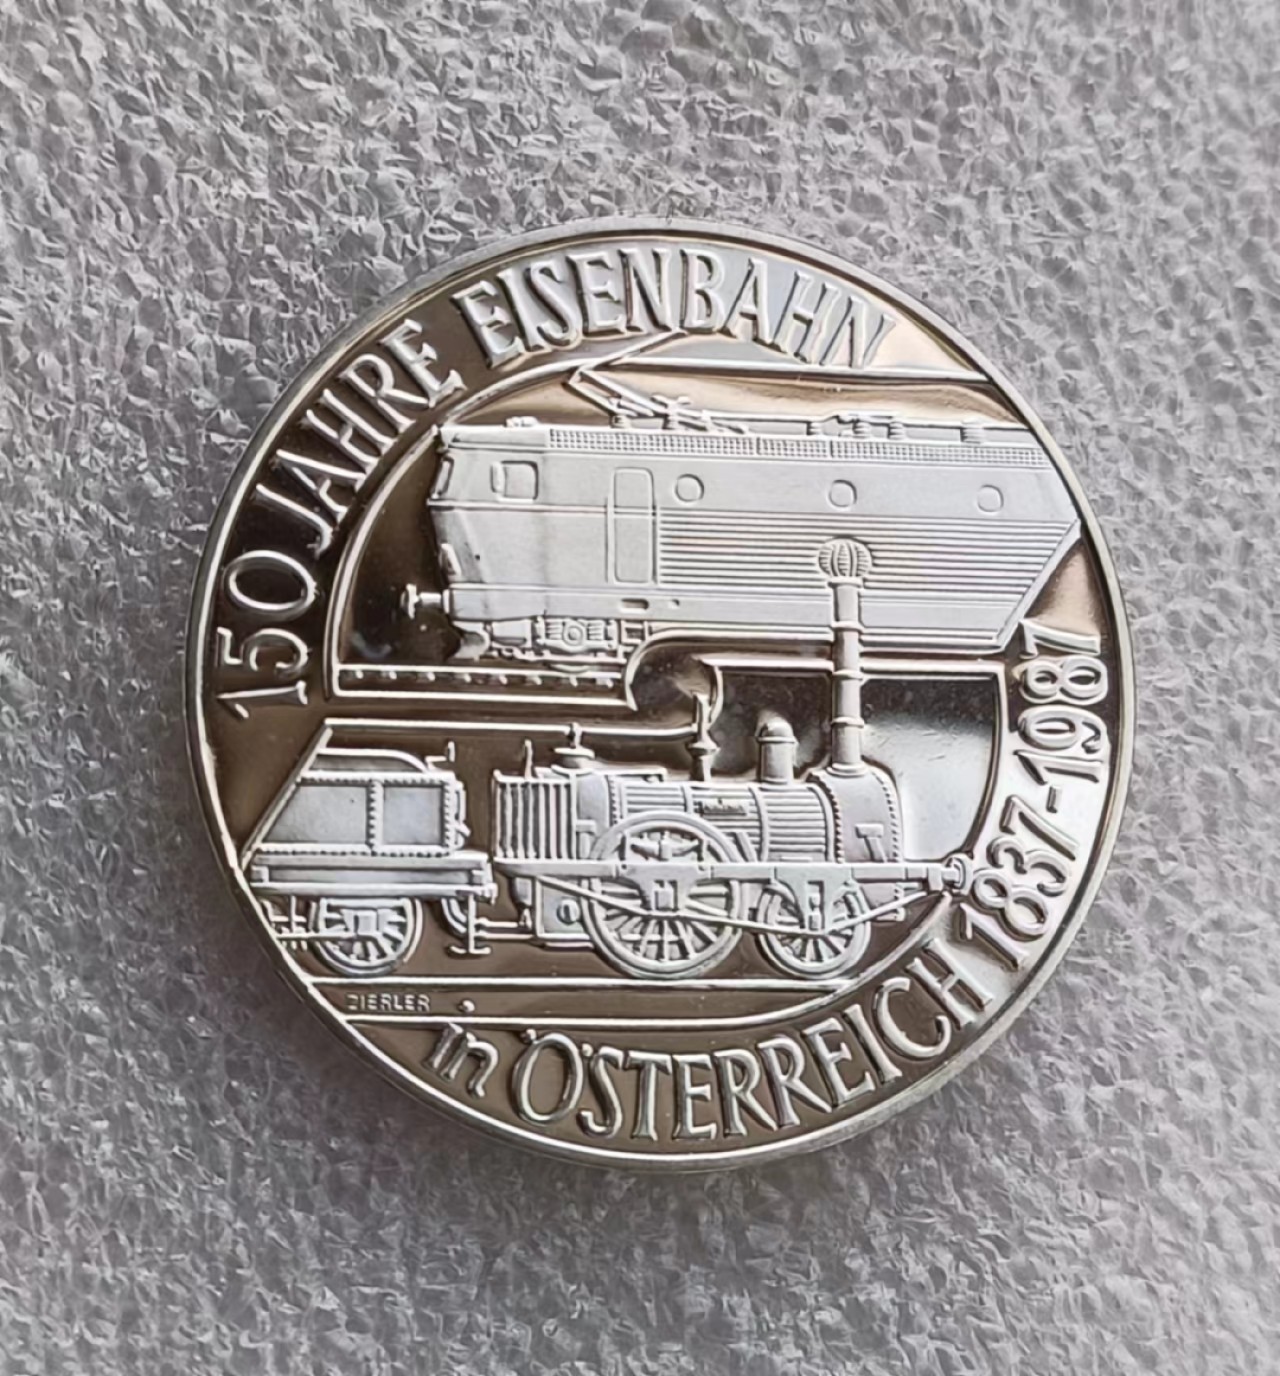 150 JAHRE EISENBAHN
in ÖSTERREICH 1837-1987
ZIERLER